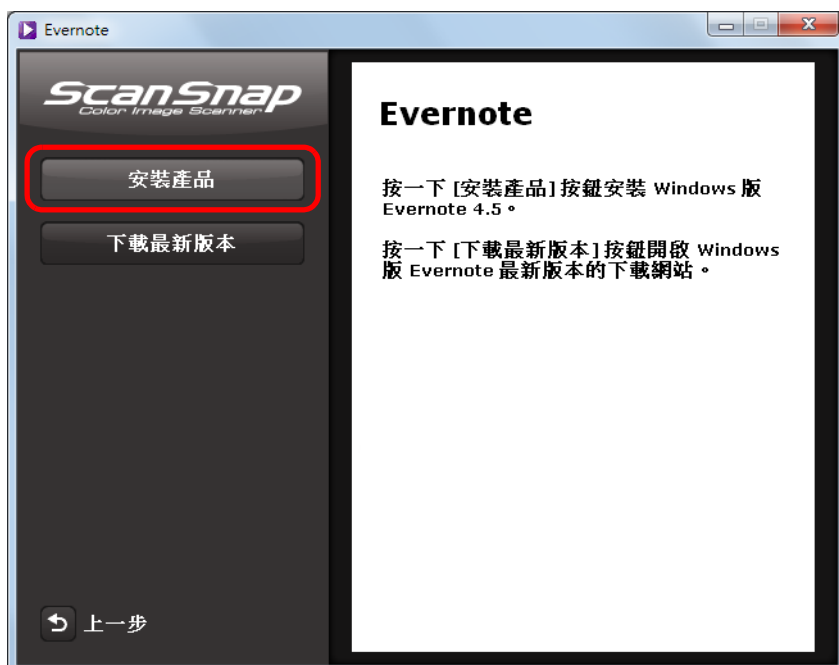 Evernote
ScanSnap
Color Image Scanner
安裝產品
下載最新版本
上一步
Evernote
按一下 [安裝產品] 按鈕安裝 Windows 版
Evernote 4.5。
按一下 [下載最新版本] 按鈕開啟 Windows
版 Evernote 最新版本的下載網站。